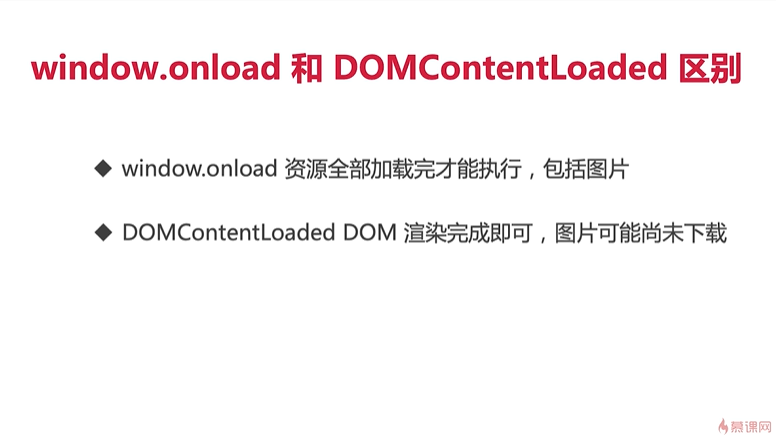 window.onload 和 DOMContentLoaded 区别
◆ window.onload 资源全部加载完才能执行，包括图片
◆ DOMContentLoaded DOM 渲染完成即可，图片可能尚未下载
慕课网